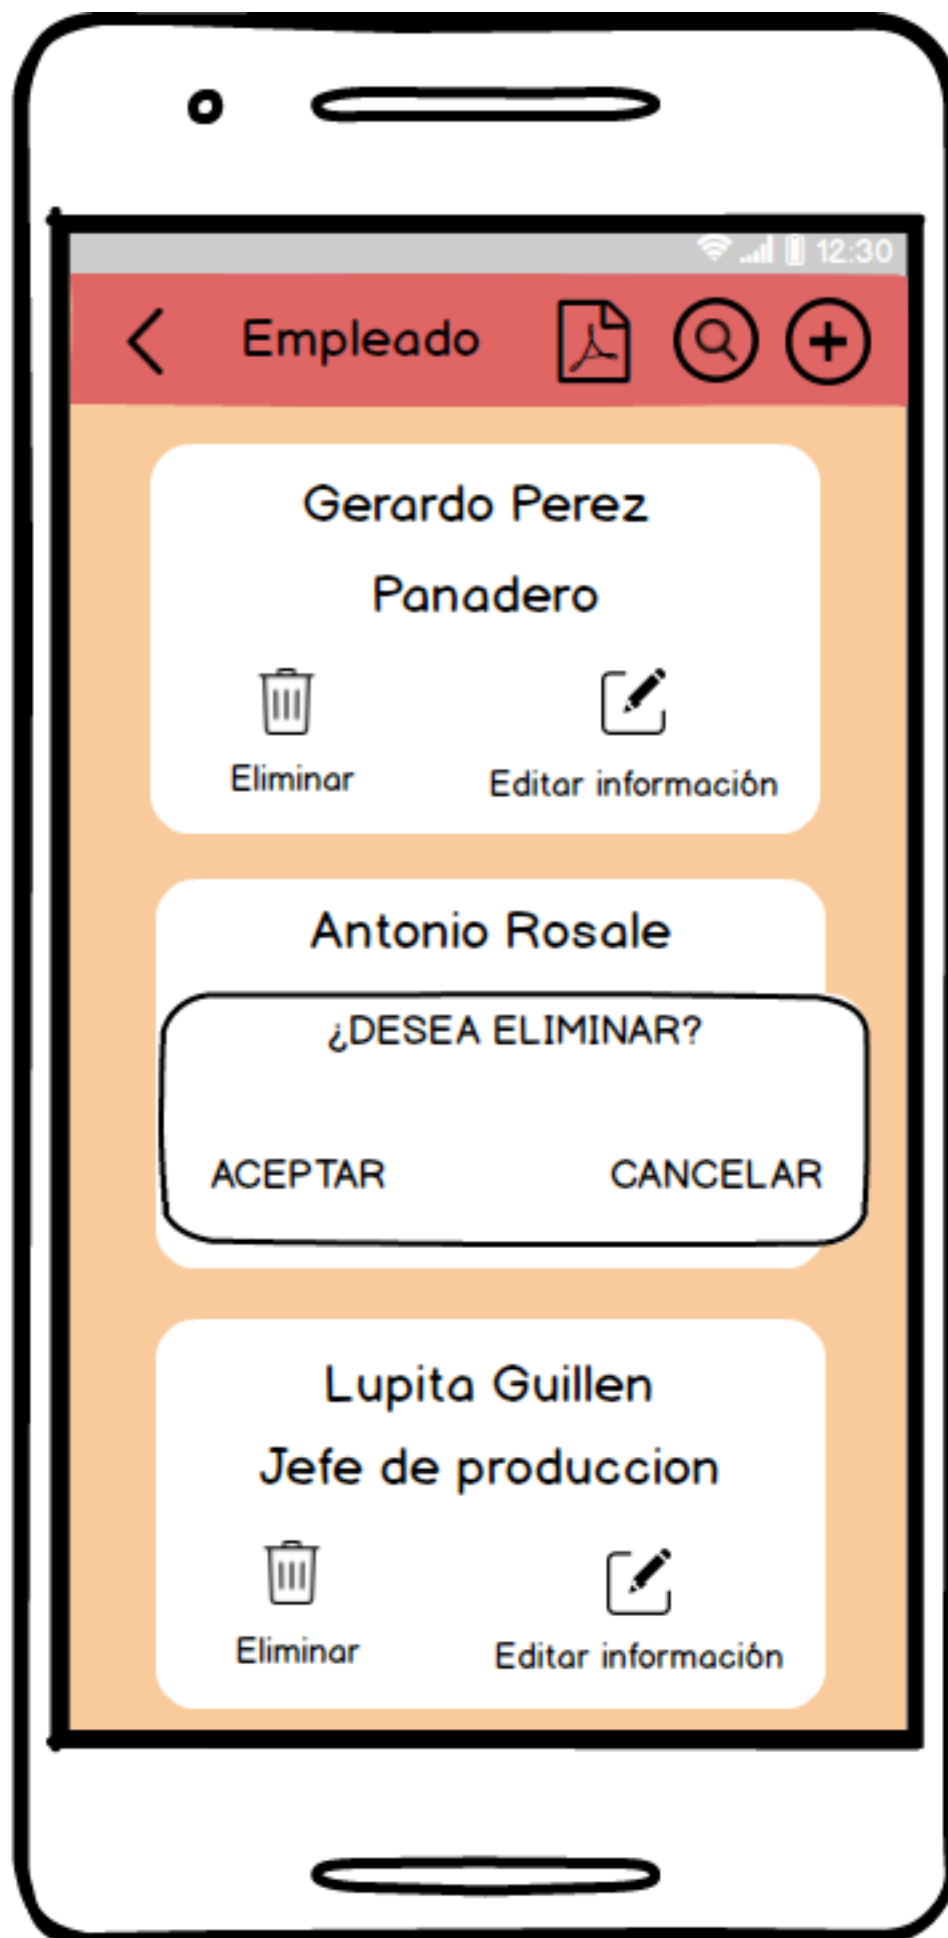 12:30
Empleado
Gerardo Perez
Panadero
Eliminar
Editar información
Antonio Rosale
¿DESEA ELIMINAR?
ACEPTAR CANCELAR
Lupita Guillen
Jefe de produccion
Eliminar
Editar información